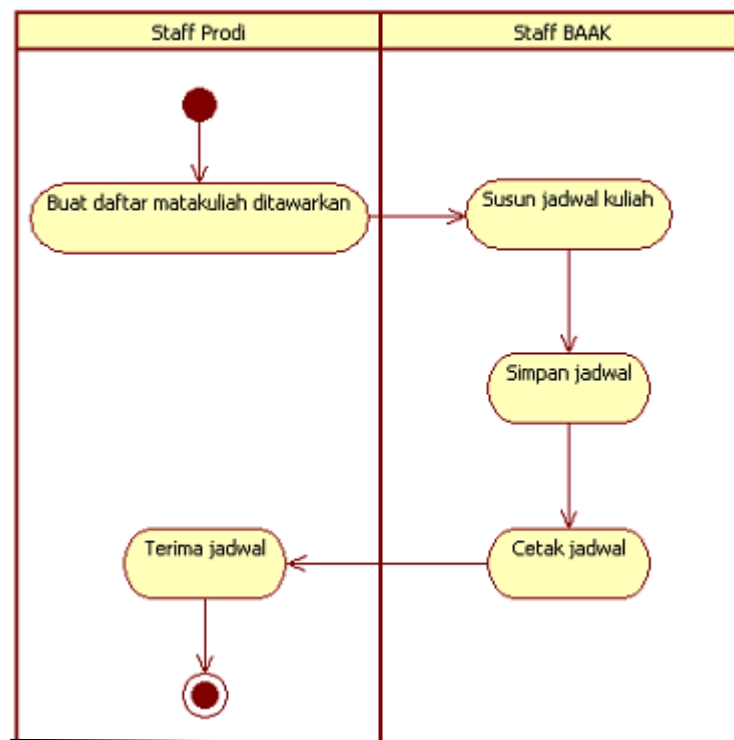 Staff Prodi
Staff BAAK
Buat daftar matakuliah ditawarkan
Susun jadwal kuliah
Simpan jadwal
Terima jadwal
Cetak jadwal